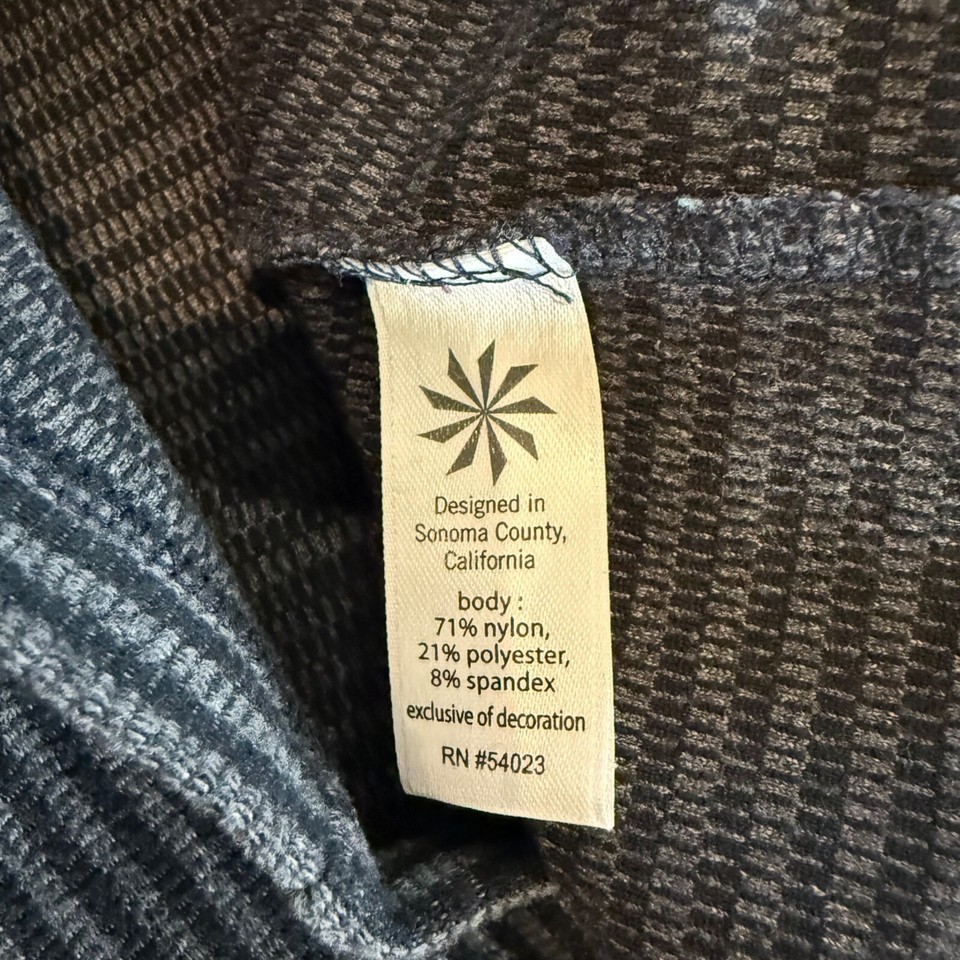 Designed in
Sonoma County,
California
body :
71% nylon,
21% polyester,
8% spandex
exclusive of decoration
RN #54023